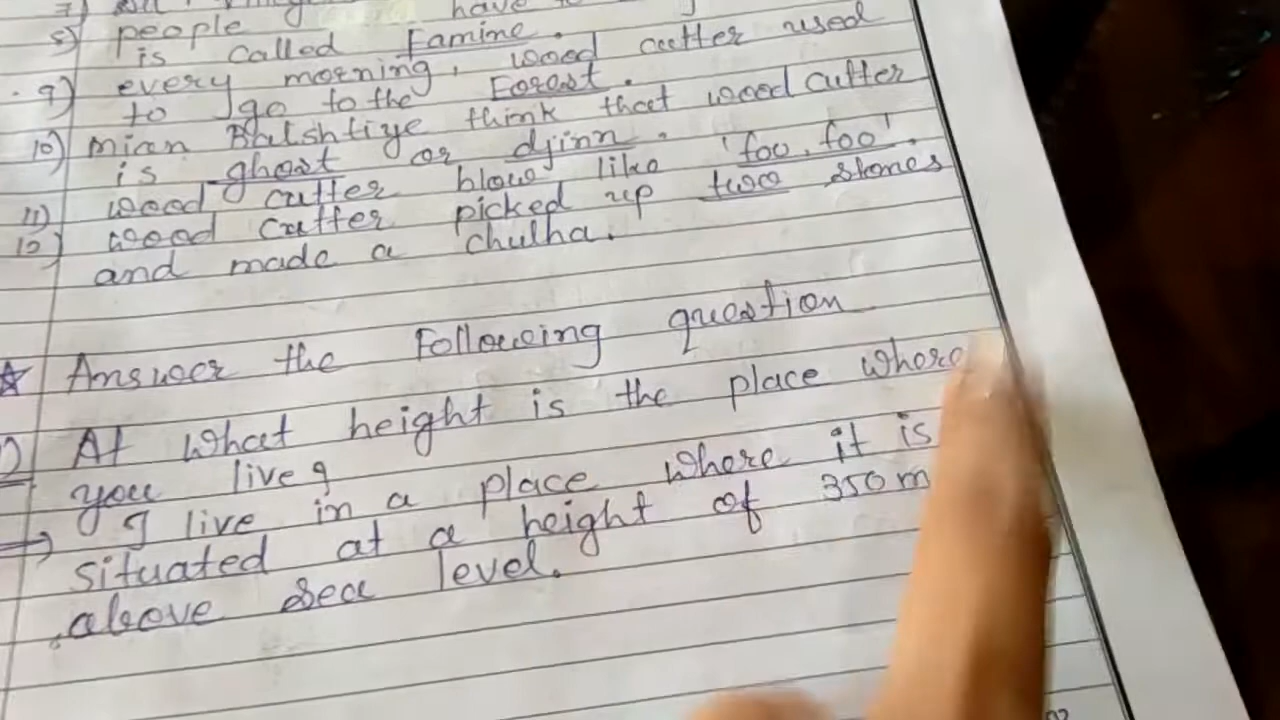 7) have
8) people
is called Famine.
9) every morning, wood cutter used
to go to the Forest.
10) mian Balshtiye think that wood cutter
is ghost or djinn.
11) wood cutter blow like 'foo, foo'.
12) wood cutter picked up two stones
and made a chulha.
☆ Answer the Following question
1) At what height is the place where
you live?
⇒ I live in a place where it is
situated at a height of 350 m
above sea level.